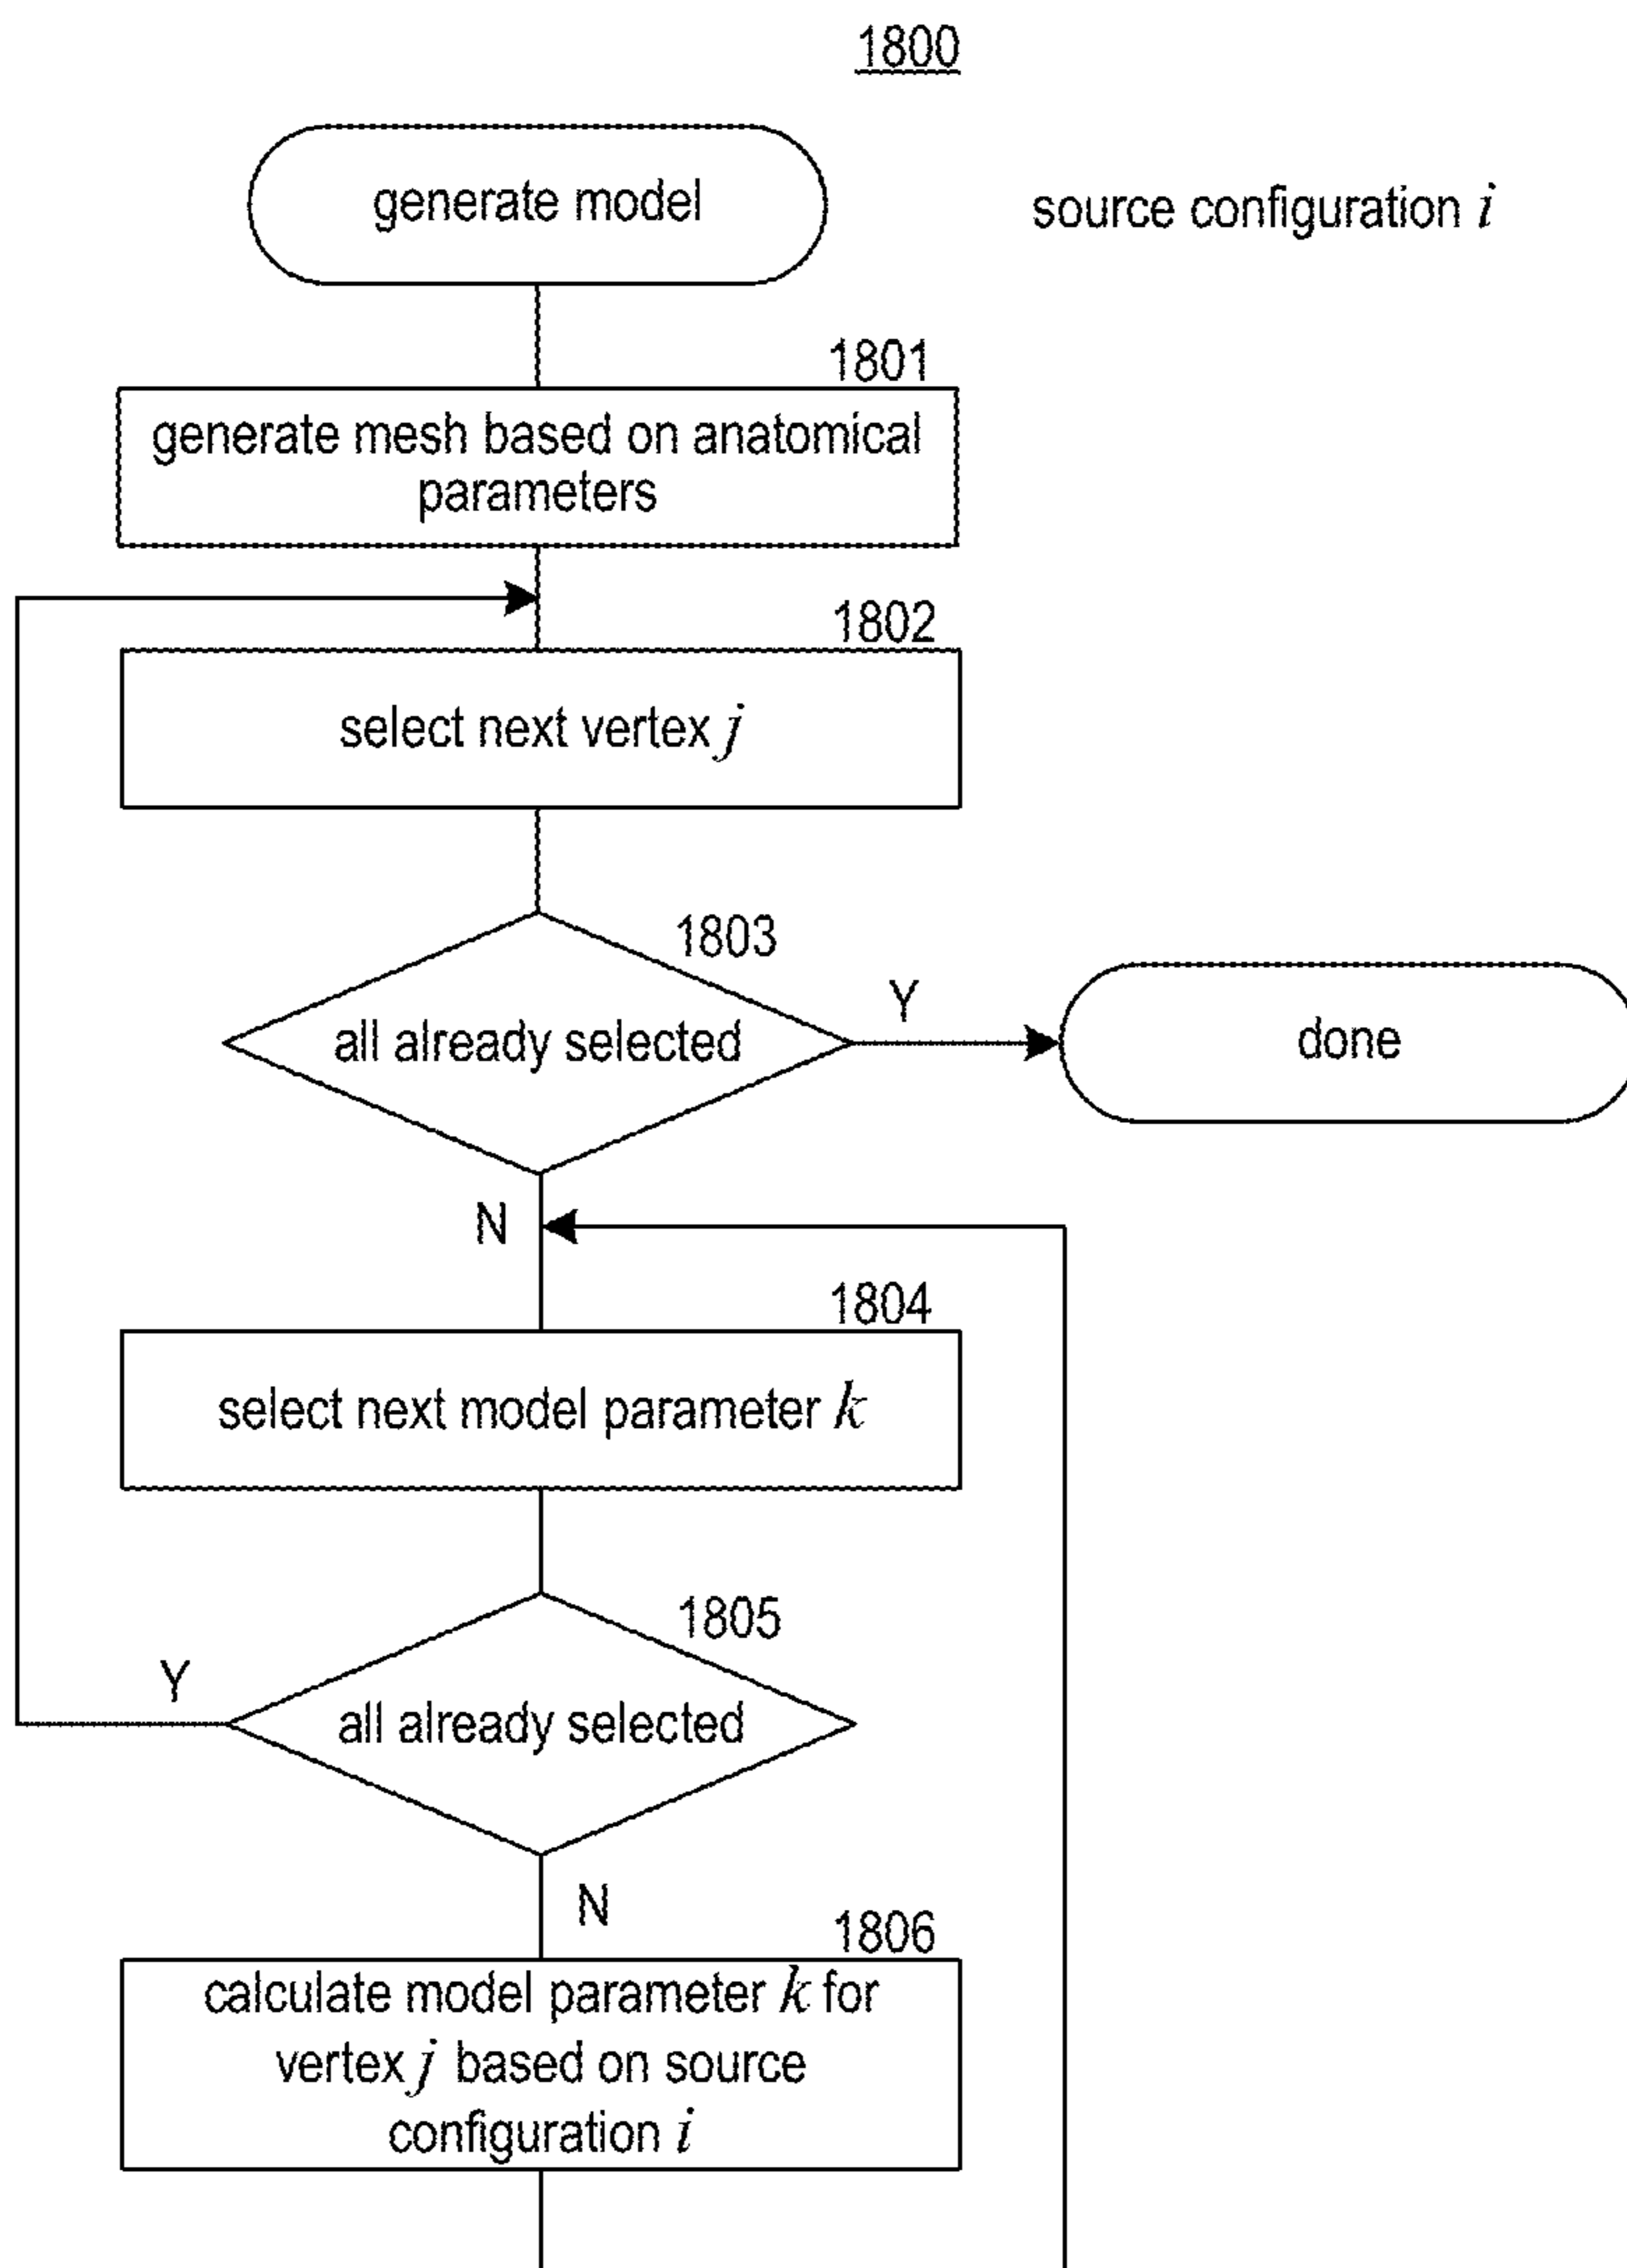 1800
generate model
source configuration i
1801
generate mesh based on anatomical
parameters
1802
select next vertex j
1803
all already selected
Y
done
N
1804
select next model parameter k
1805
all already selected
Y
N
1806
calculate model parameter k for
vertex j based on source
configuration i